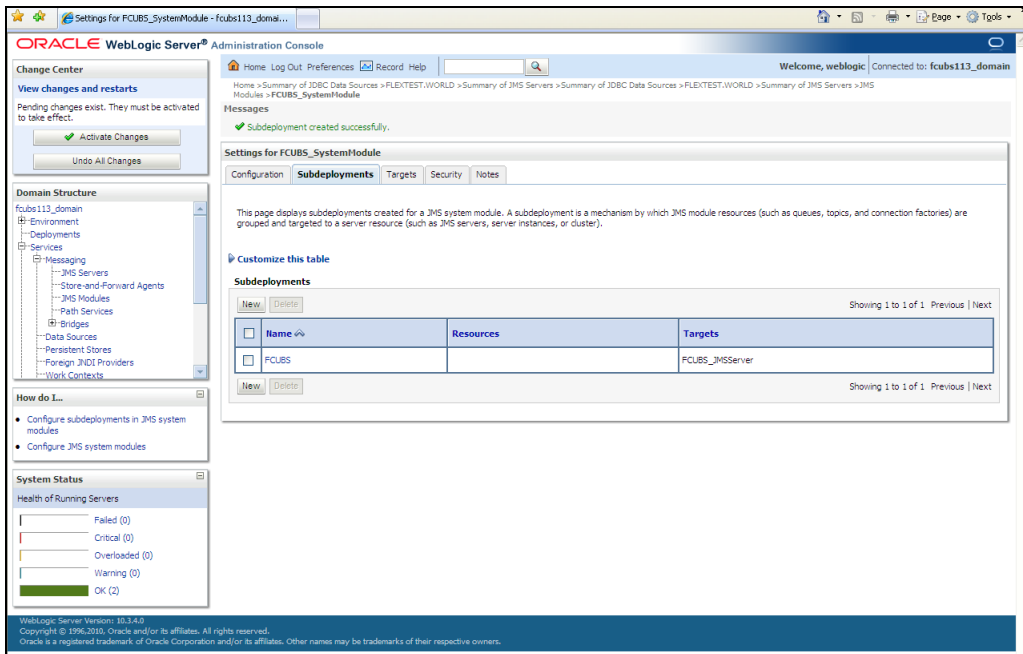 Settings for FCUBS_SystemModule - fcubs113_domai...
Page
Tools
ORACLE WebLogic Server® Administration Console
Change Center
View changes and restarts
Pending changes exist. They must be activated
to take effect.
Activate Changes
Undo All Changes
Domain Structure
fcubs113_domain
Environment
Deployments
Services
Messaging
JMS Servers
Store-and-Forward Agents
JMS Modules
Path Services
Bridges
Data Sources
Persistent Stores
Foreign JNDI Providers
Work Contexts
How do I...
Configure subdeployments in JMS system
modules
Configure JMS system modules
System Status
Health of Running Servers
Failed (0)
Critical (0)
Overloaded (0)
Warning (0)
OK (2)
Home Log Out Preferences Record Help
Welcome, weblogic Connected to: fcubs113_domain
Home >Summary of JDBC Data Sources >FLEXTEST.WORLD >Summary of JMS Servers >Summary of JDBC Data Sources >FLEXTEST.WORLD >Summary of JMS Servers >JMS
Modules >FCUBS_SystemModule
Messages
Subdeployment created successfully.
Settings for FCUBS_SystemModule
Configuration Subdeployments Targets Security Notes
This page displays subdeployments created for a JMS system module. A subdeployment is a mechanism by which JMS module resources (such as queues, topics, and connection factories) are
grouped and targeted to a server resource (such as JMS servers, server instances, or cluster).
Customize this table
Subdeployments
New Delete Showing 1 to 1 of 1 Previous | Next
Name Resources Targets
FCUBS FCUBS_JMSServer
New Delete Showing 1 to 1 of 1 Previous | Next
WebLogic Server Version: 10.3.4.0
Copyright © 1996,2010, Oracle and/or its affiliates. All rights reserved.
Oracle is a registered trademark of Oracle Corporation and/or its affiliates. Other names may be trademarks of their respective owners.